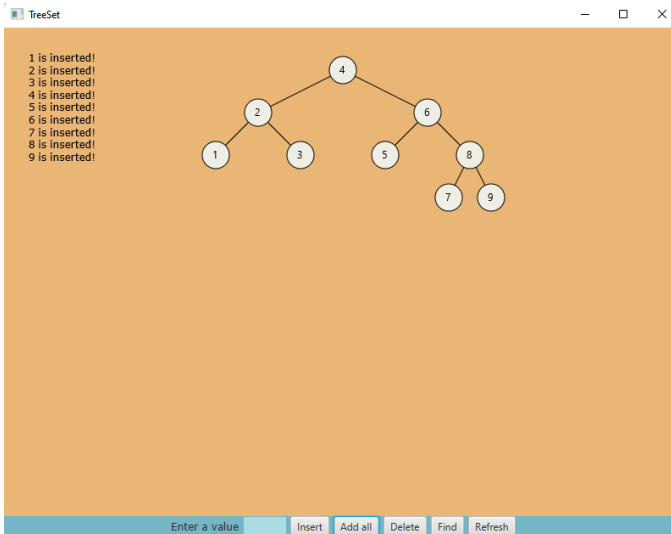 TreeSet
1 is inserted!
2 is inserted!
3 is inserted!
4 is inserted!
5 is inserted!
6 is inserted!
7 is inserted!
8 is inserted!
9 is inserted!
4
2 6
1 3 5 8
7 9
Enter a value Insert Add all Delete Find Refresh